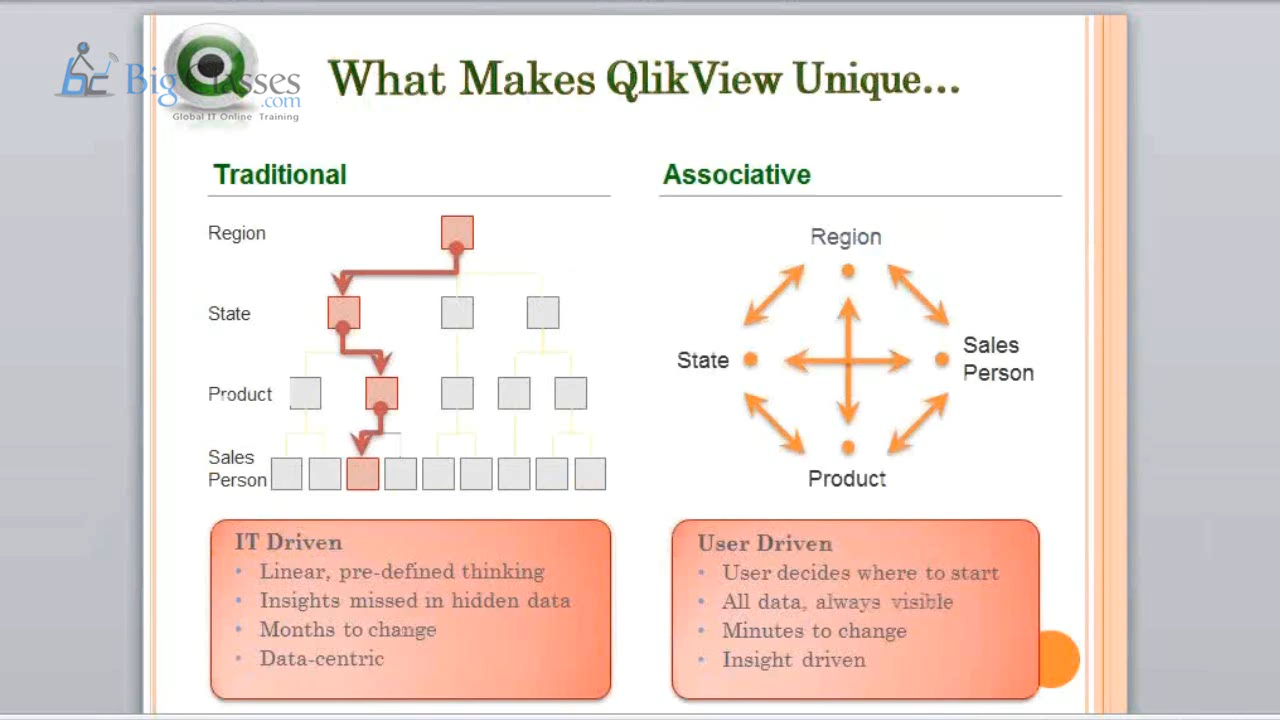 BigClasses
.com
Global IT Online Training
What Makes QlikView Unique...
Traditional
Region
State
Product
Sales
Person
Associative
Region
State
Sales
Person
Product
IT Driven
• Linear, pre-defined thinking
• Insights missed in hidden data
• Months to change
• Data-centric
User Driven
• User decides where to start
• All data, always visible
• Minutes to change
• Insight driven